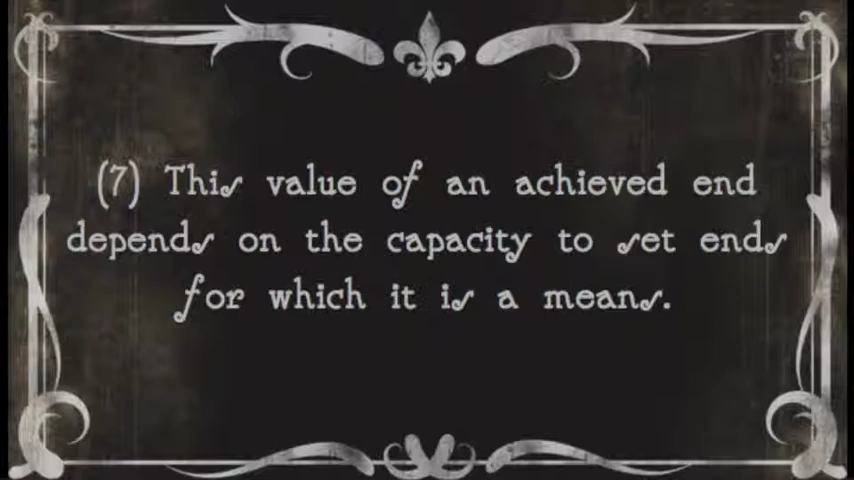 (7) This value of an achieved end
depends on the capacity to set ends
for which it is a means.